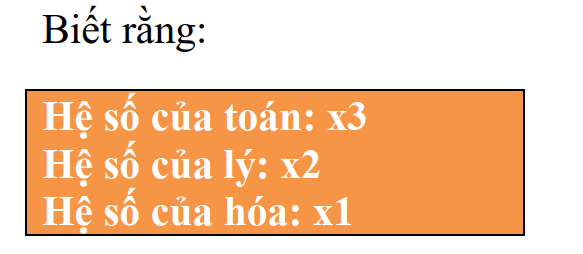 Biết rằng:
Hệ số của toán: x3
Hệ số của lý: x2
Hệ số của hóa: x1